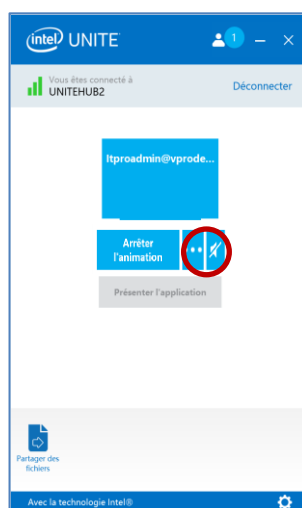 intel UNITE
1
Vous êtes connecté à
UNITEHUB2
Déconnecter
Itproadmin@vprode...
Arrêter
l'animation
Présenter l'application
Partager des
fichiers
Avec la technologie Intel®